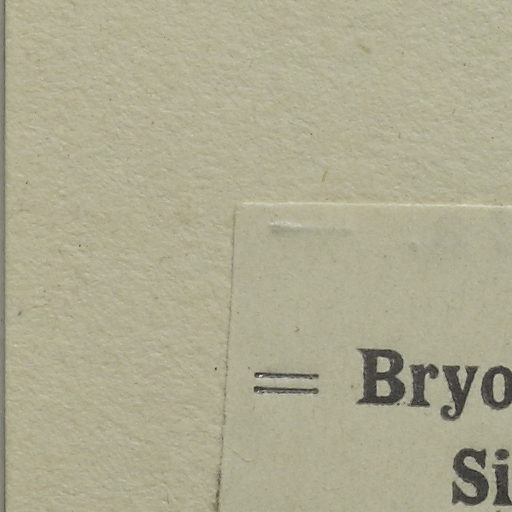 = Bryo
Si